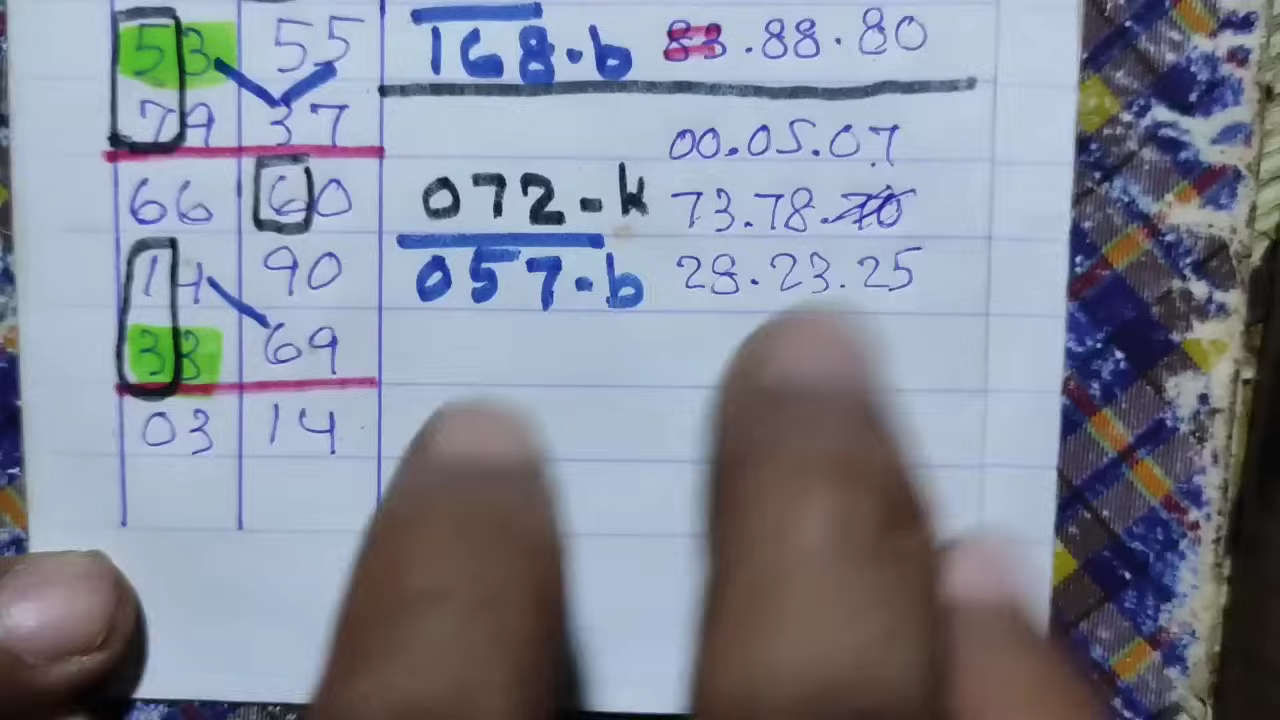 53 55 168.b 83.88.80
79 37
00.05.07
66 60 072-k 73.78.70
14 90 057-b 28.23.25
33 69
03 14